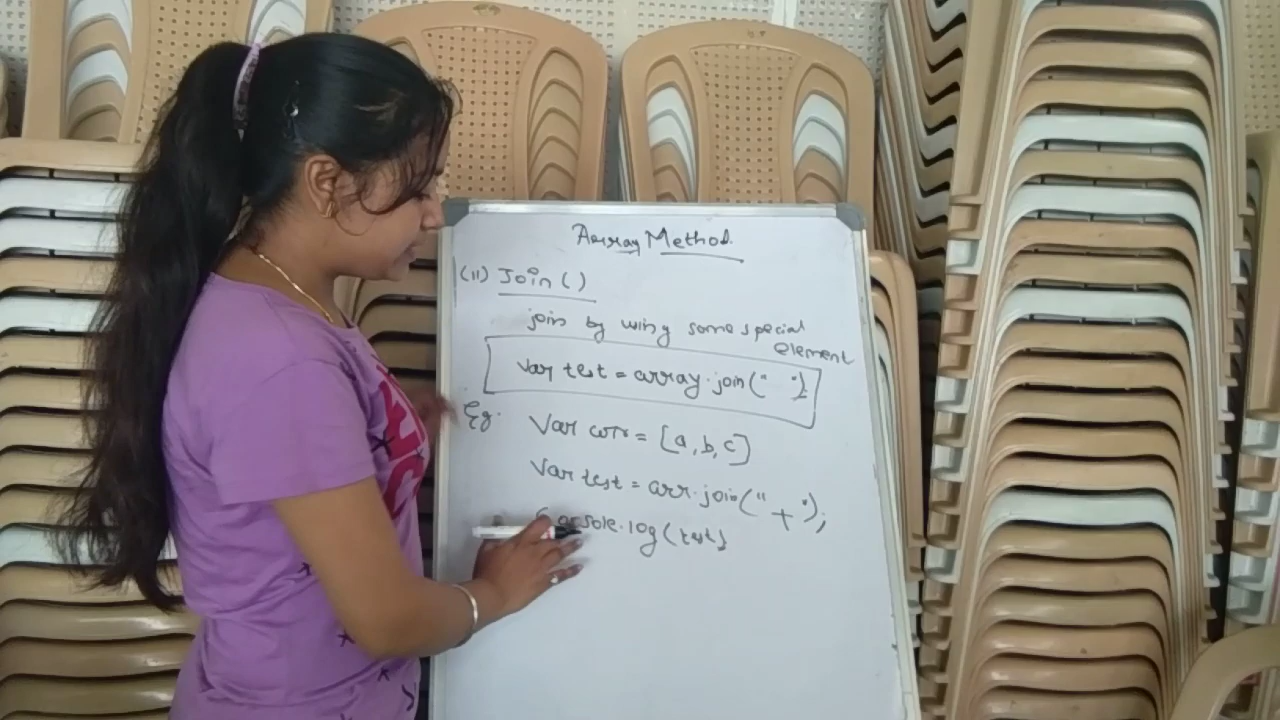 Array Method
(11) Join ( )
join by using some special
element
Var test = array.join(" ");
Eg. Var arr = [a, b, c]
Var test = arr.join("+");
Console.log(test)